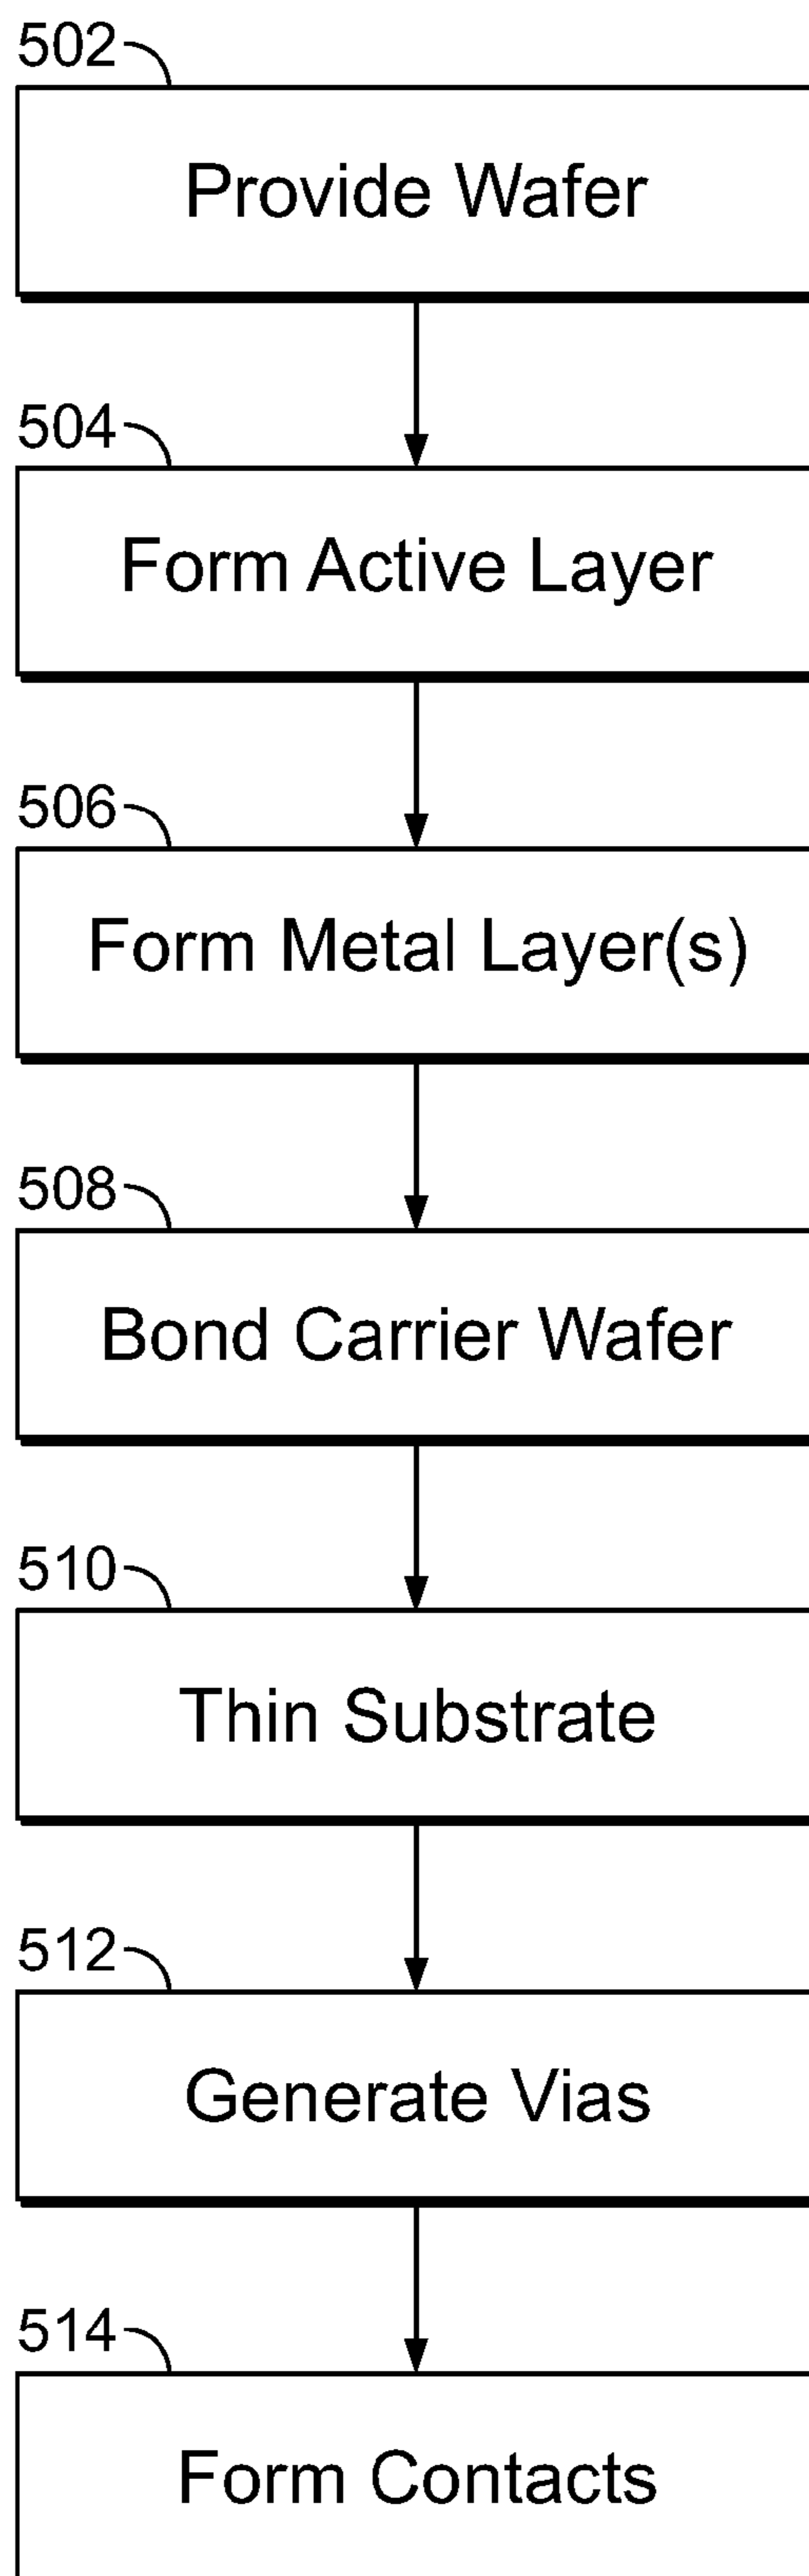 502
Provide Wafer
504
Form Active Layer
506
Form Metal Layer(s)
508
Bond Carrier Wafer
510
Thin Substrate
512
Generate Vias
514
Form Contacts